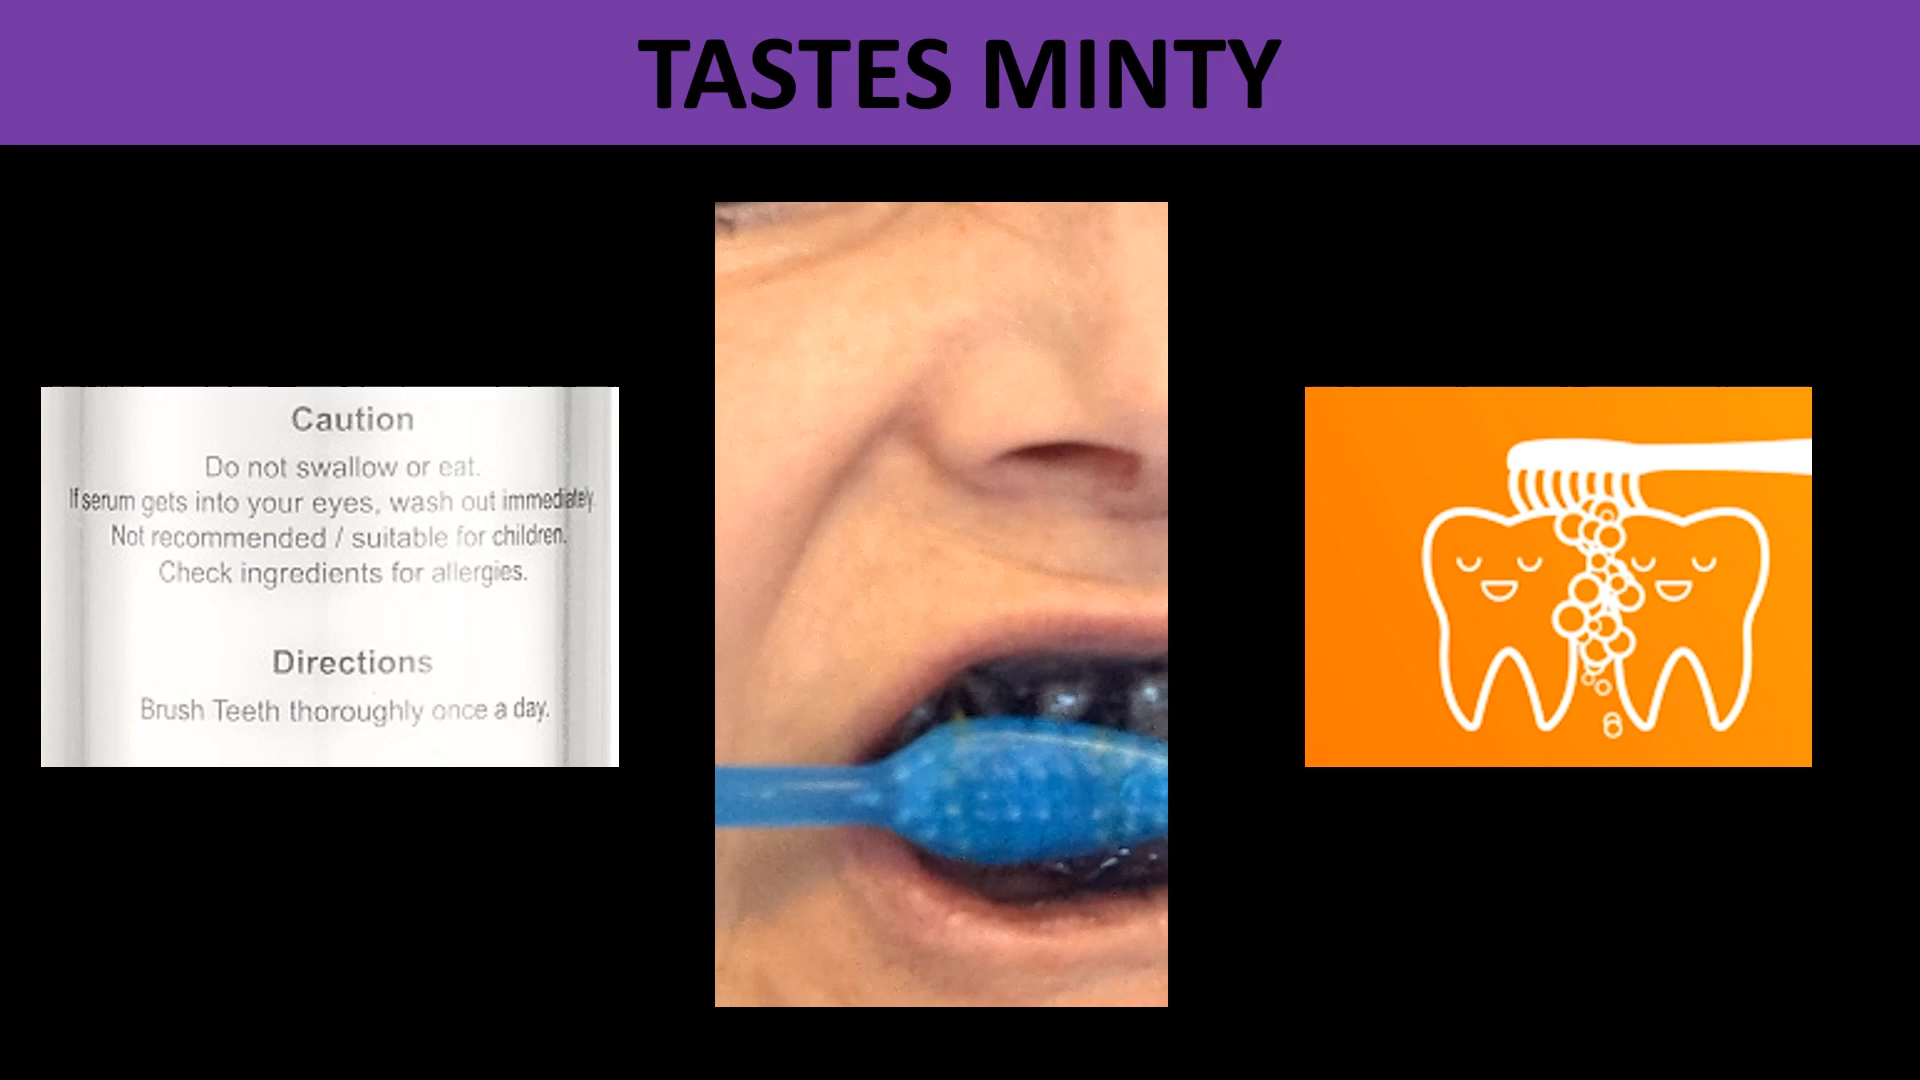 TASTES MINTY
Caution
Do not swallow or eat.
If serum gets into your eyes, wash out immediately.
Not recommended / suitable for children.
Check ingredients for allergies.
Directions
Brush Teeth thoroughly once a day.